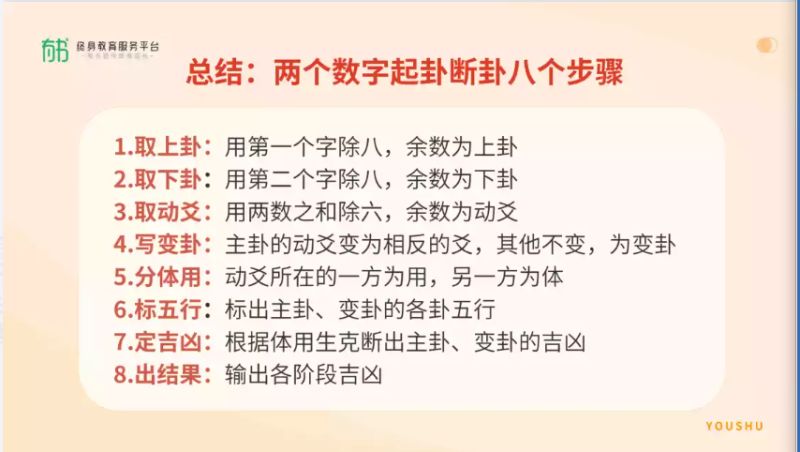 有书
终身教育服务平台
总结：两个数字起卦断卦八个步骤
1.取上卦：用第一个字除八，余数为上卦
2.取下卦：用第二个字除八，余数为下卦
3.取动爻：用两数之和除六，余数为动爻
4.写变卦：主卦的动爻变为相反的爻，其他不变，为变卦
5.分体用：动爻所在的一方为用，另一方为体
6.标五行：标出主卦、变卦的各卦五行
7.定吉凶：根据体用生克断出主卦、变卦的吉凶
8.出结果：输出各阶段吉凶
YOUSHU